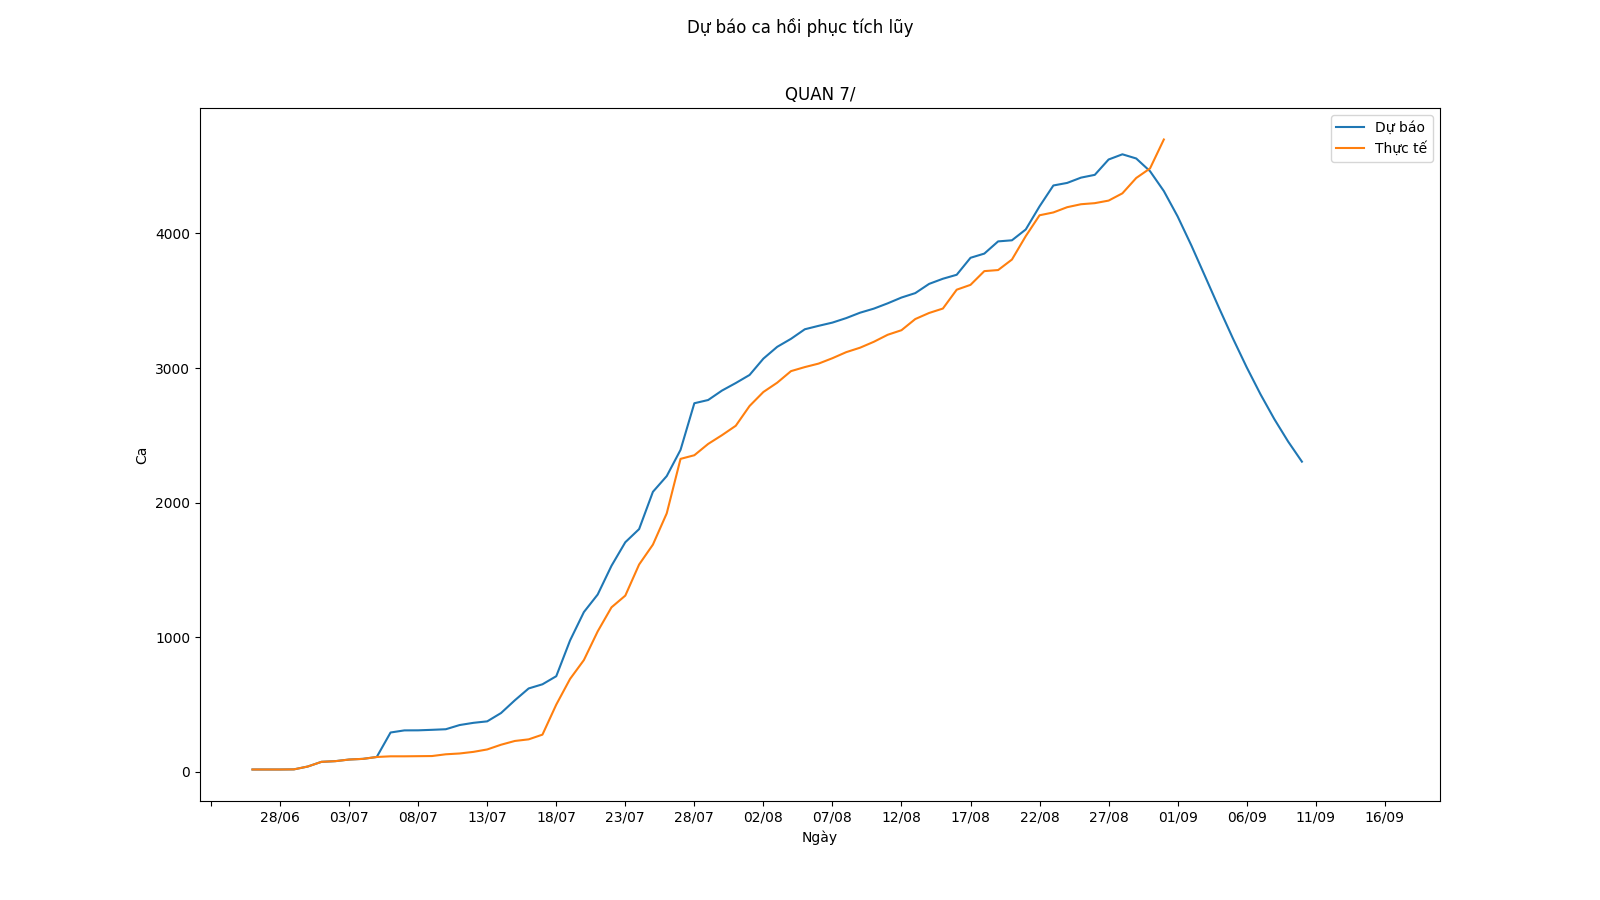 Dự báo ca hồi phục tích lũy
QUAN 7/
Dự báo
Thực tế
4000
3000
2000
1000
0
Ca
28/06 03/07 08/07 13/07 18/07 23/07 28/07 02/08 07/08 12/08 17/08 22/08 27/08 01/09 06/09 11/09 16/09
Ngày